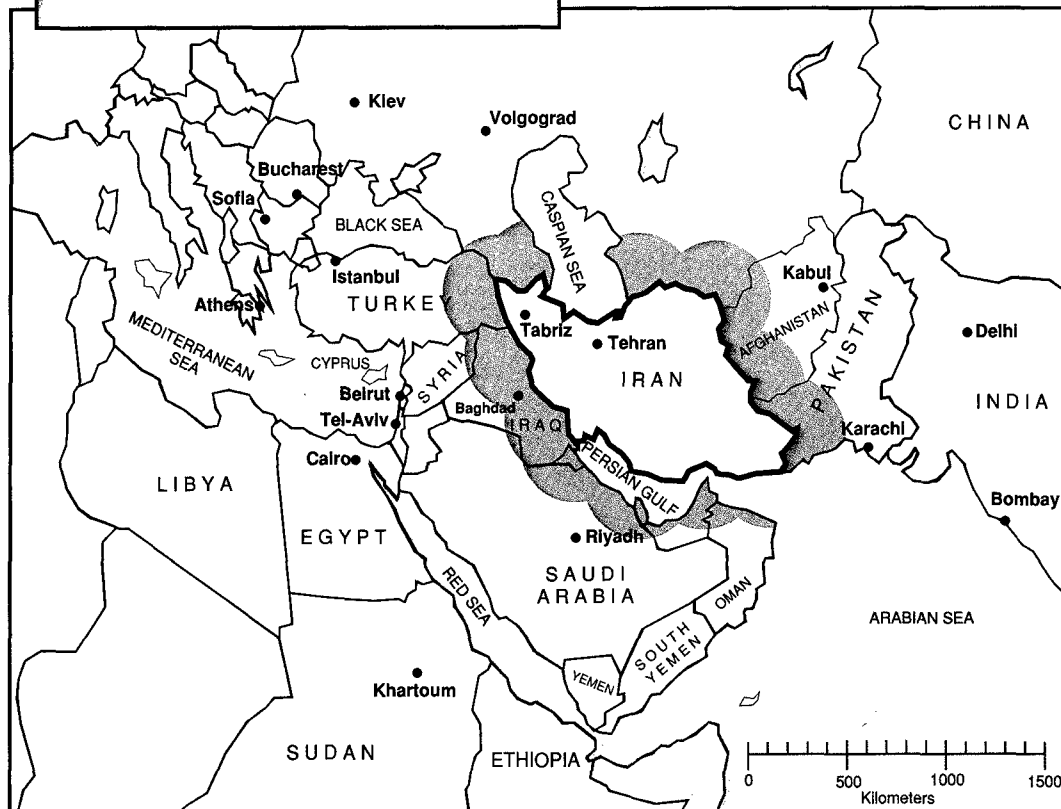 Kiev
Volgograd
CHINA
Bucharest
Sofia
BLACK SEA
CASPIAN SEA
Istanbul
TURKEY
Kabul
Athens
Tabriz
Tehran
AFGHANISTAN
PAKISTAN
Delhi
MEDITERRANEAN
SEA
CYPRUS
SYRIA
IRAN
Beirut
Baghdad
INDIA
Tel-Aviv
IRAQ
Karachi
Cairo
PERSIAN GULF
LIBYA
Bombay
EGYPT
Riyadh
RED SEA
SAUDI
ARABIA
OMAN
ARABIAN SEA
SOUTH
YEMEN
YEMEN
Khartoum
SUDAN
ETHIOPIA
0 500 1000 1500
Kilometers